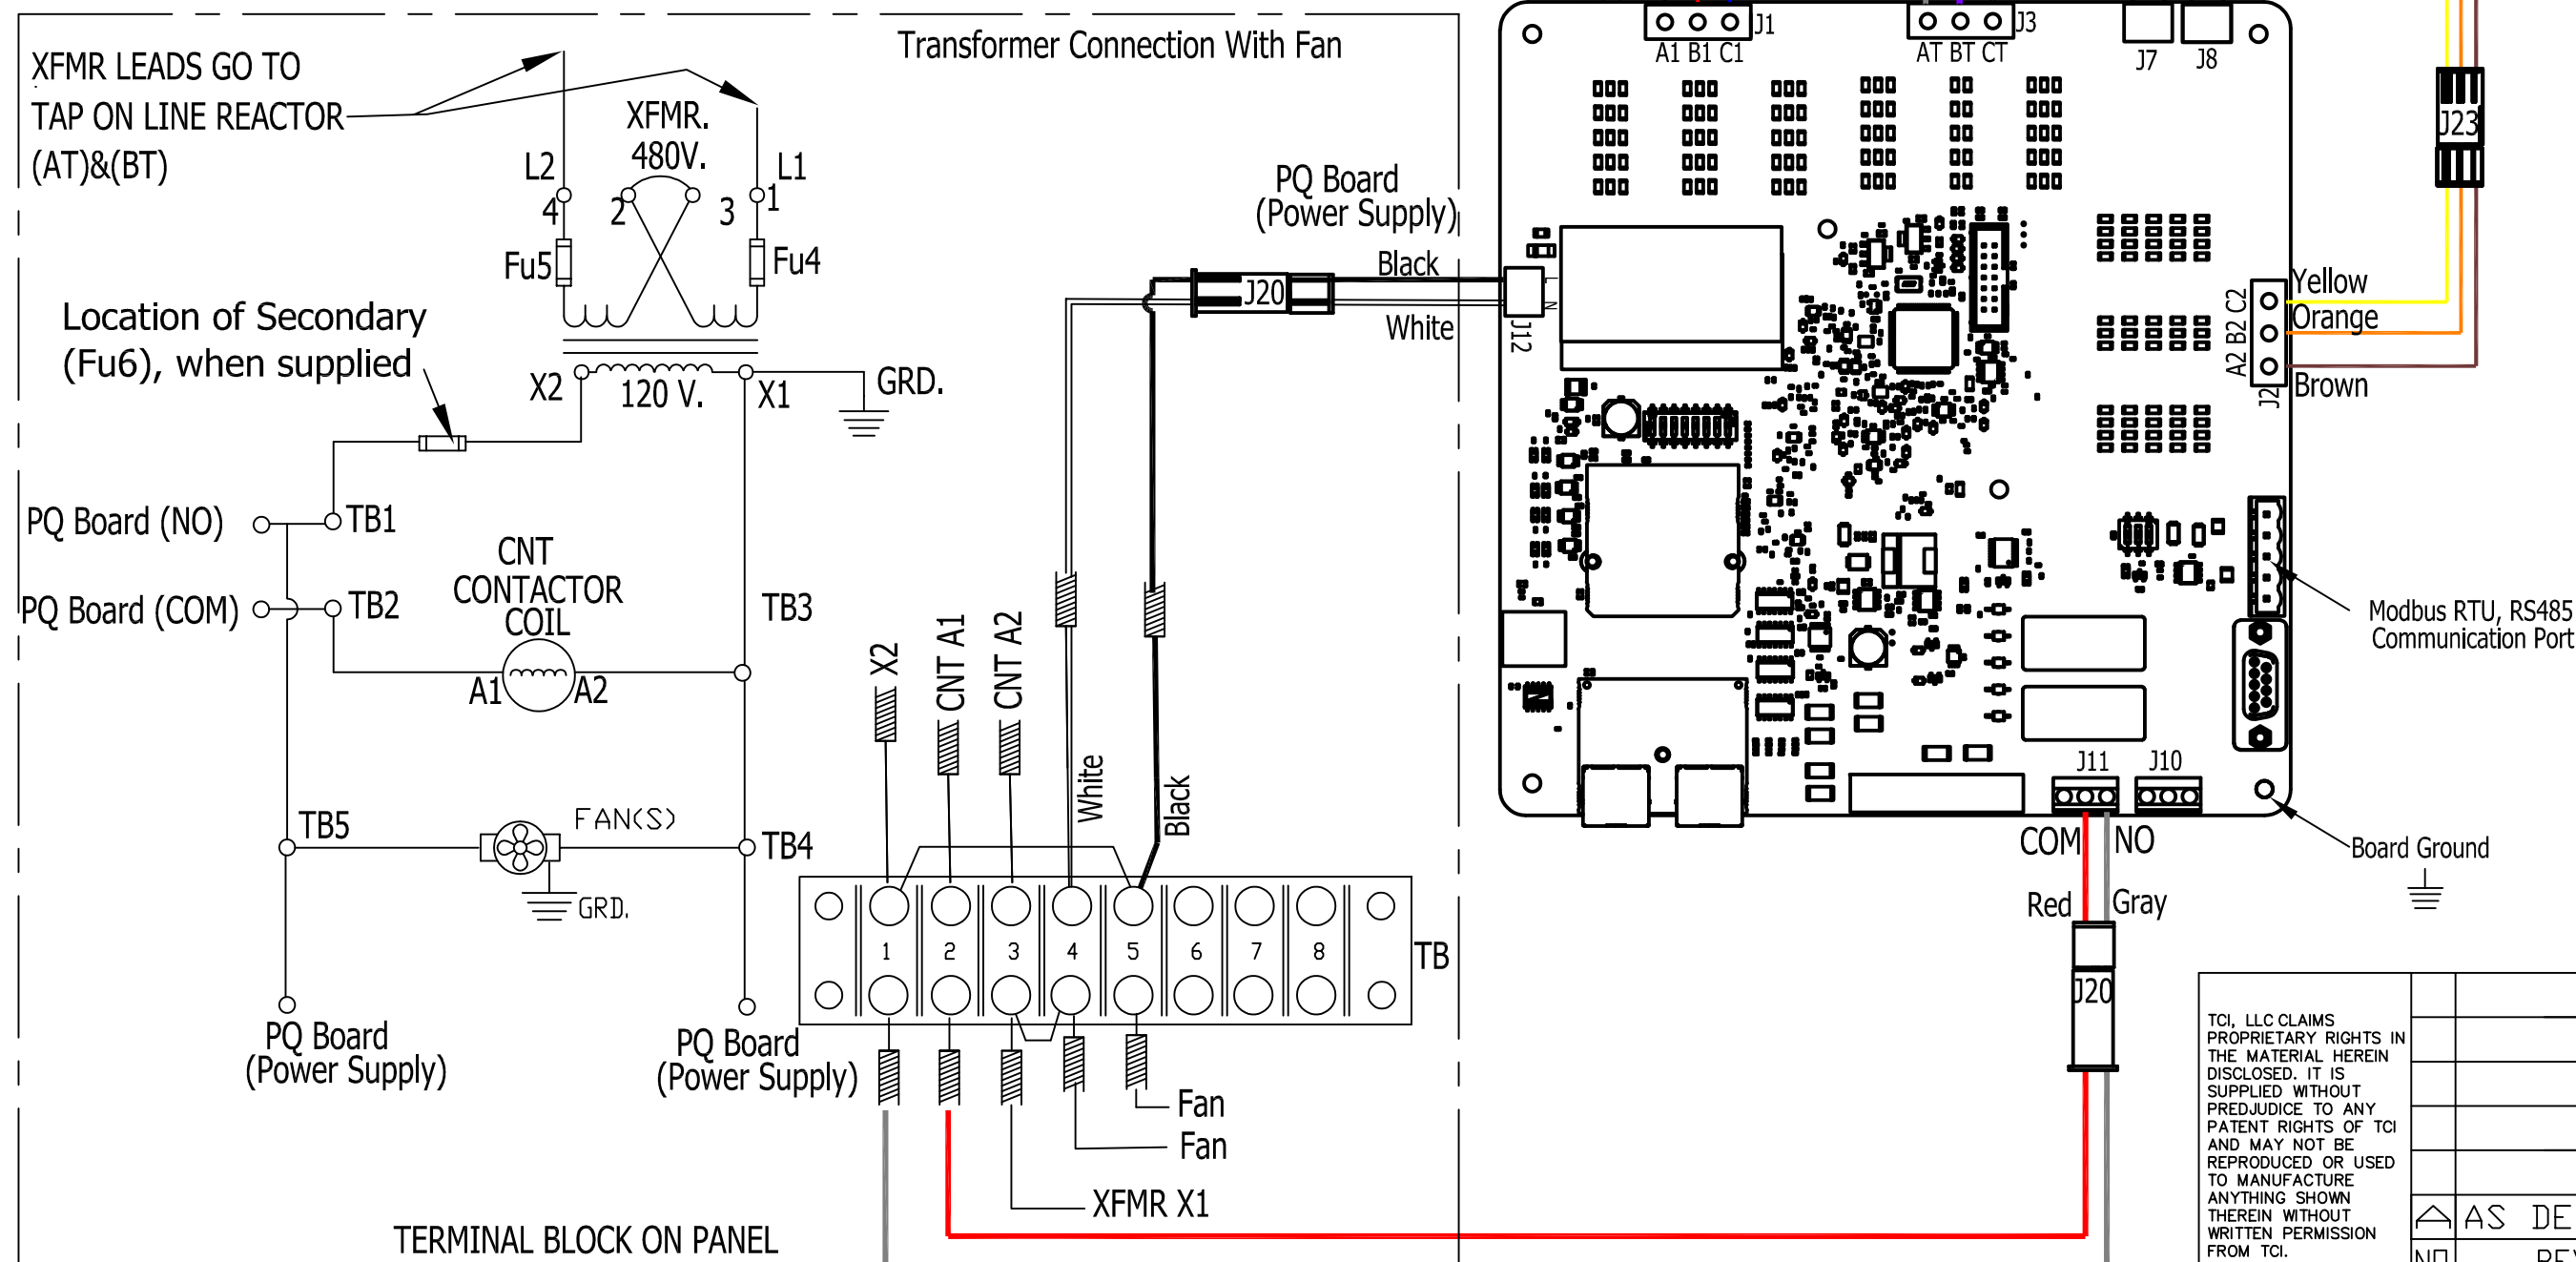 Transformer Connection With Fan
XFMR LEADS GO TO
TAP ON LINE REACTOR
(AT)&(BT)
XFMR.
480V.
L2
L1
4
2
3
1
Fu5
Fu4
Location of Secondary
(Fu6), when supplied
X2
120 V.
X1
GRD.
PQ Board (NO)
TB1
PQ Board (COM)
TB2
CNT
CONTACTOR
COIL
TB3
A1
A2
TB5
FAN(S)
TB4
GRD.
PQ Board
(Power Supply)
PQ Board
(Power Supply)
X2
CNT A1
CNT A2
White
Black
1
2
3
4
5
6
7
8
TB
Fan
Fan
XFMR X1
TERMINAL BLOCK ON PANEL
PQ Board
(Power Supply)
Black
J20
White
J12
J1
A1 B1 C1
J3
AT BT CT
J7
J8
J23
Yellow
Orange
Brown
A2 B2 C2
J2
Modbus RTU, RS485
Communication Port
J11
J10
COM
NO
Board Ground
Red
Gray
J20
TCI, LLC CLAIMS
PROPRIETARY RIGHTS IN
THE MATERIAL HEREIN
DISCLOSED. IT IS
SUPPLIED WITHOUT
PREDJUDICE TO ANY
PATENT RIGHTS OF TCI
AND MAY NOT BE
REPRODUCED OR USED
TO MANUFACTURE
ANYTHING SHOWN
THEREIN WITHOUT
WRITTEN PERMISSION
FROM TCI.
AS DE
NO
REV